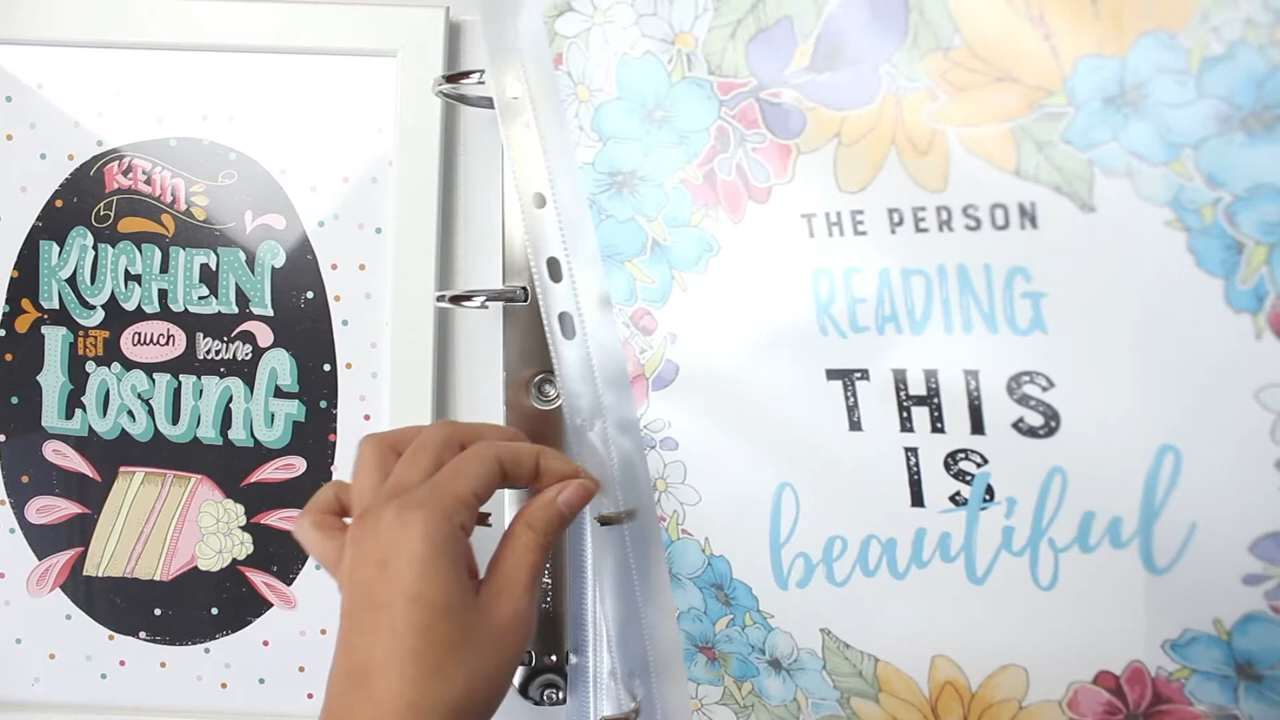 KEIN
KUCHEN
IST auch keine
LÖSUNG
THE PERSON
READING
THIS
IS
beautiful